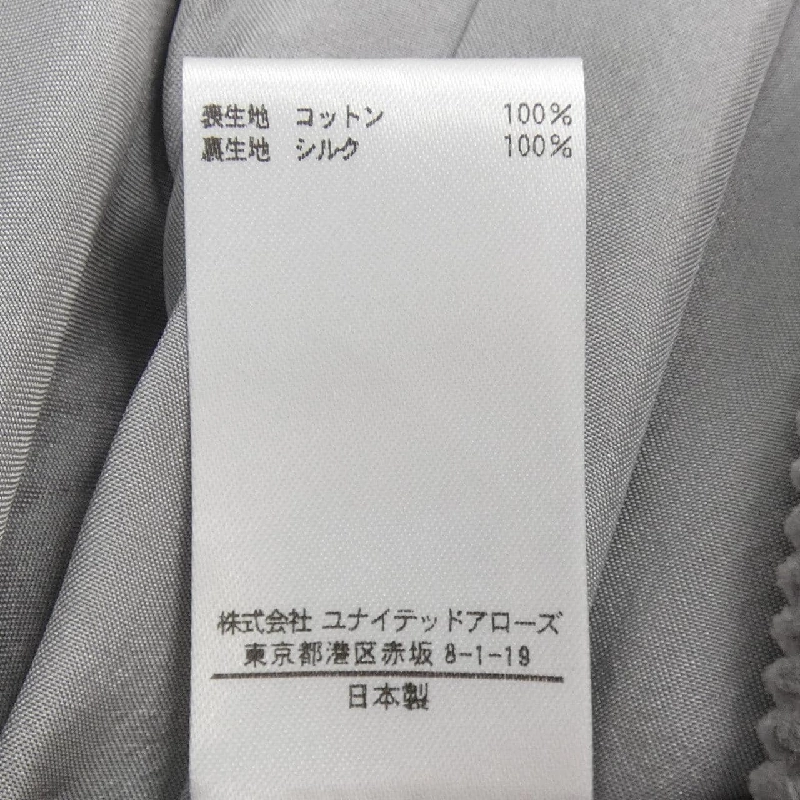 表生地 コットン 100%
裏生地 シルク 100%
株式会社 ユナイテッドアローズ
東京都港区赤坂 8-1-19
日本製